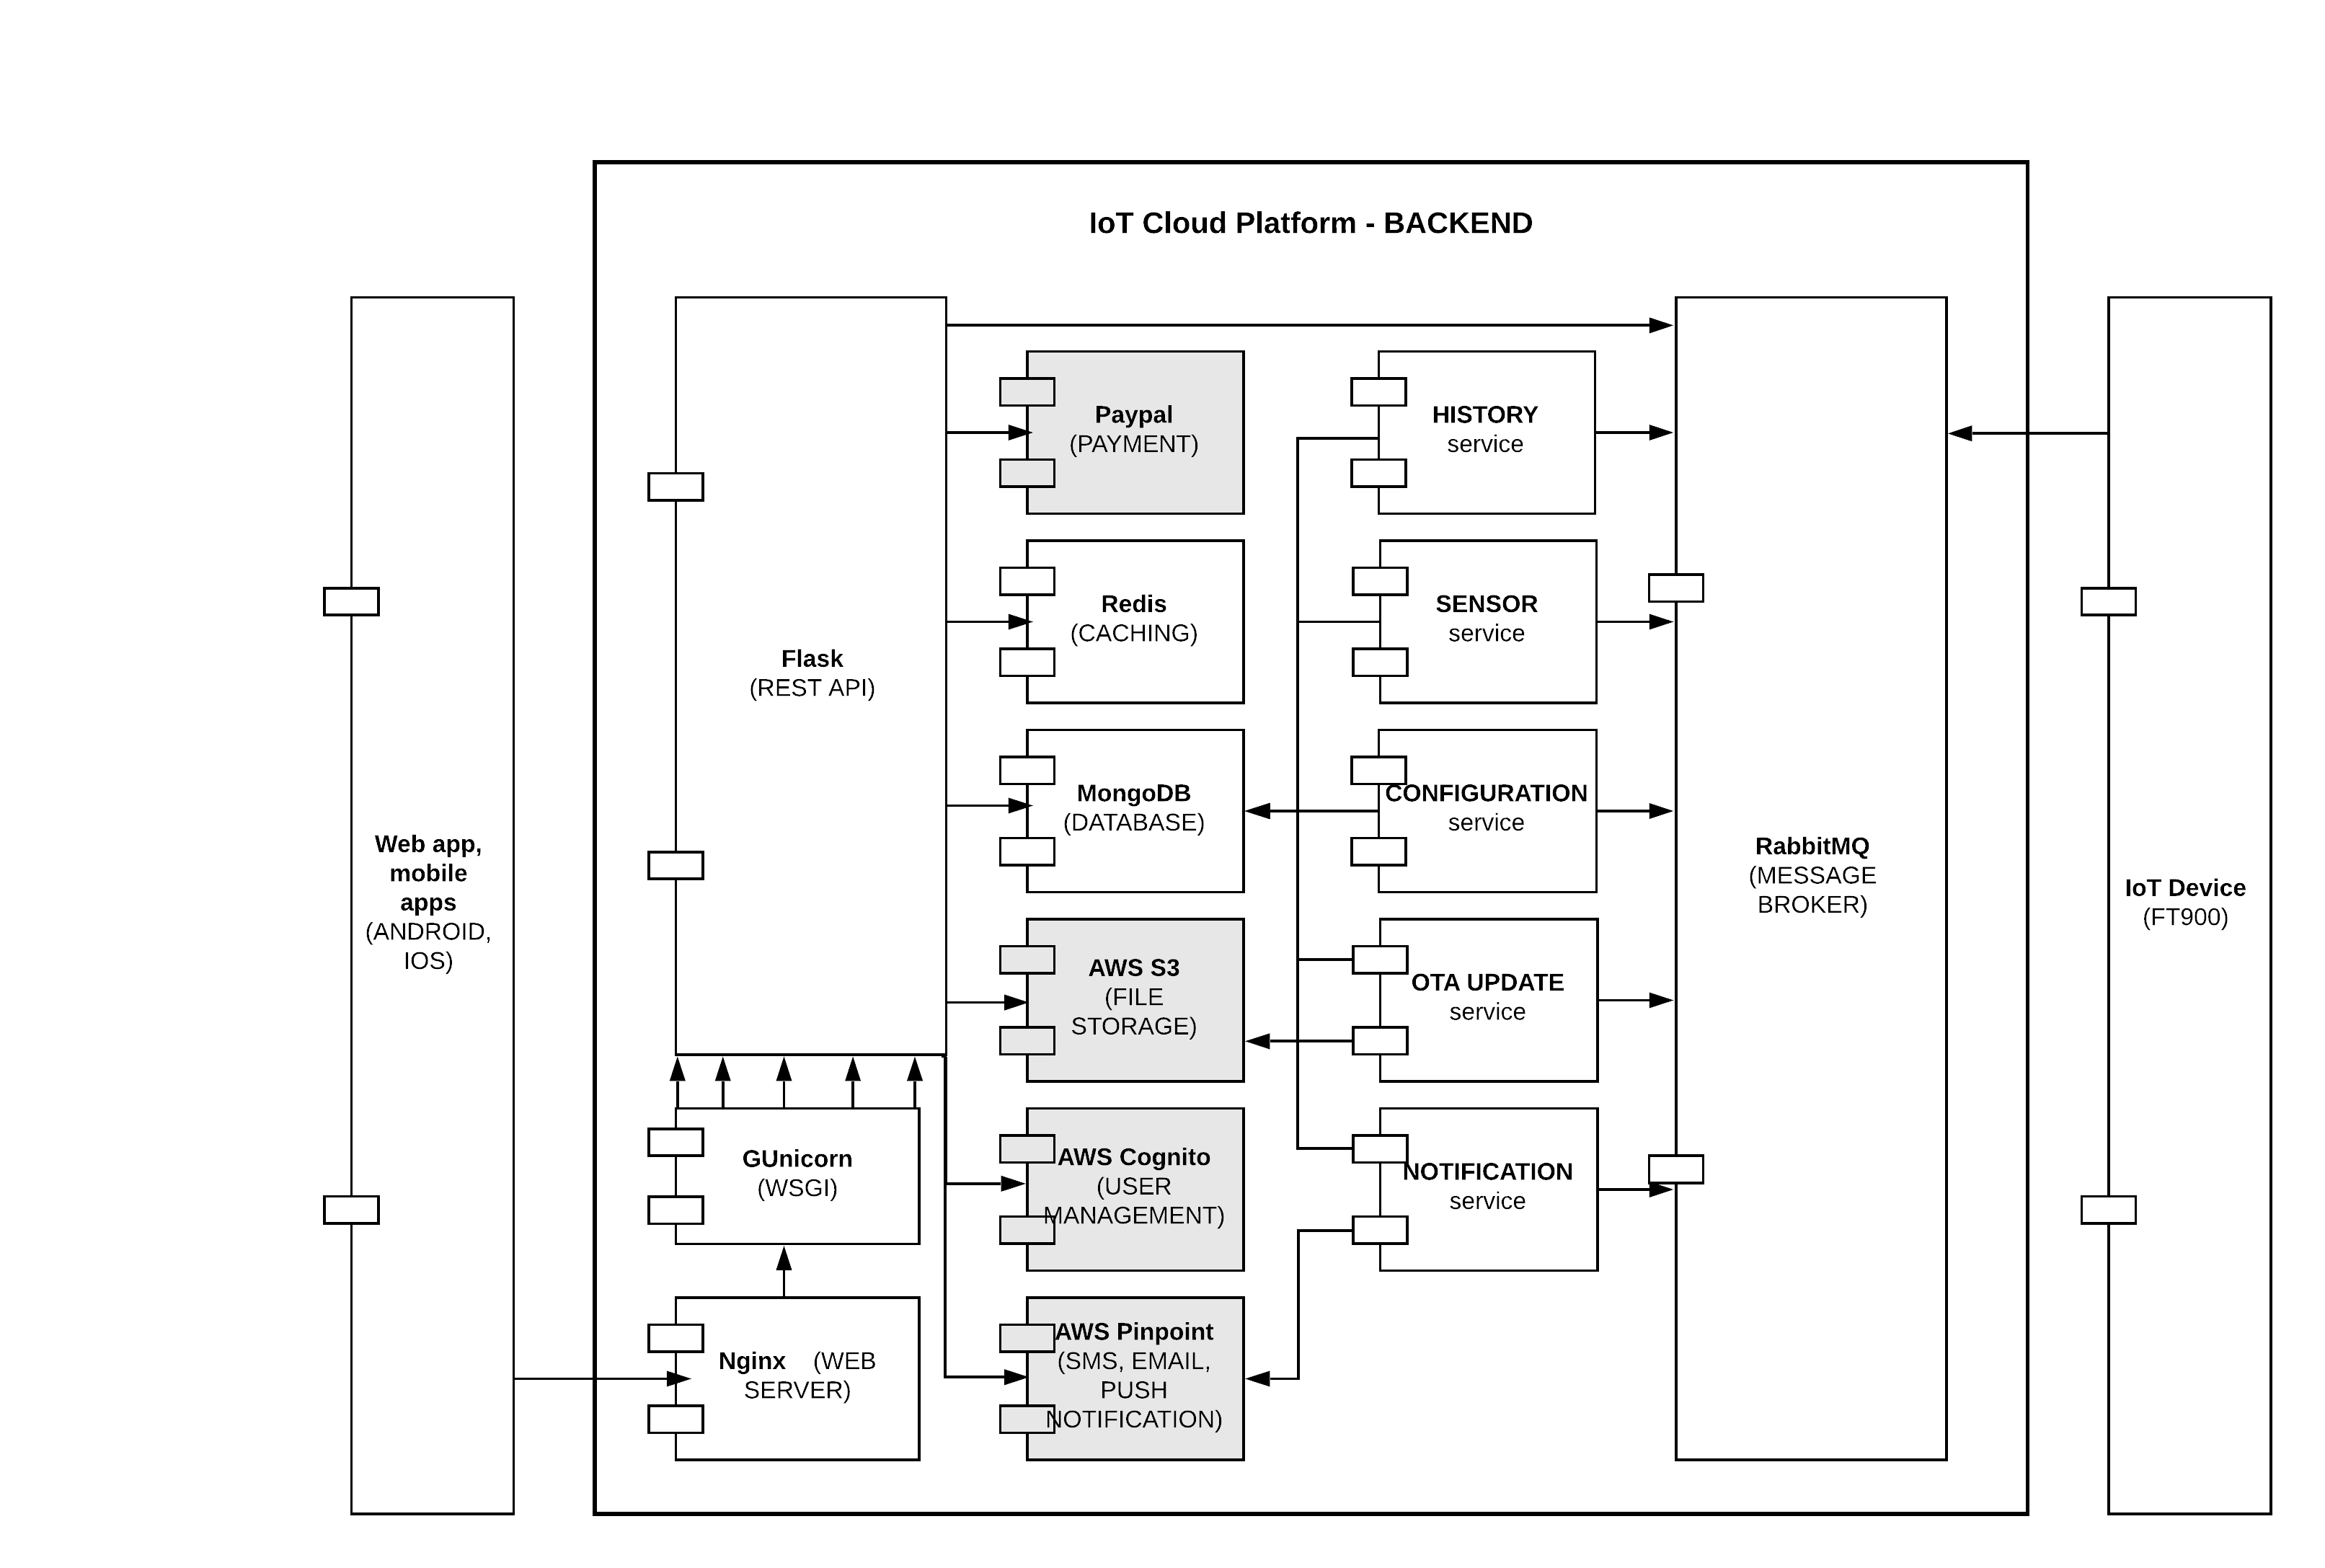 IoT Cloud Platform - BACKEND
Web app,
mobile
apps
(ANDROID,
IOS)
Flask
(REST API)
GUnicorn
(WSGI)
Nginx (WEB
SERVER)
Paypal
(PAYMENT)
Redis
(CACHING)
MongoDB
(DATABASE)
AWS S3
(FILE
STORAGE)
AWS Cognito
(USER
MANAGEMENT)
AWS Pinpoint
(SMS, EMAIL,
PUSH
NOTIFICATION)
HISTORY
service
SENSOR
service
CONFIGURATION
service
OTA UPDATE
service
NOTIFICATION
service
RabbitMQ
(MESSAGE
BROKER)
IoT Device
(FT900)